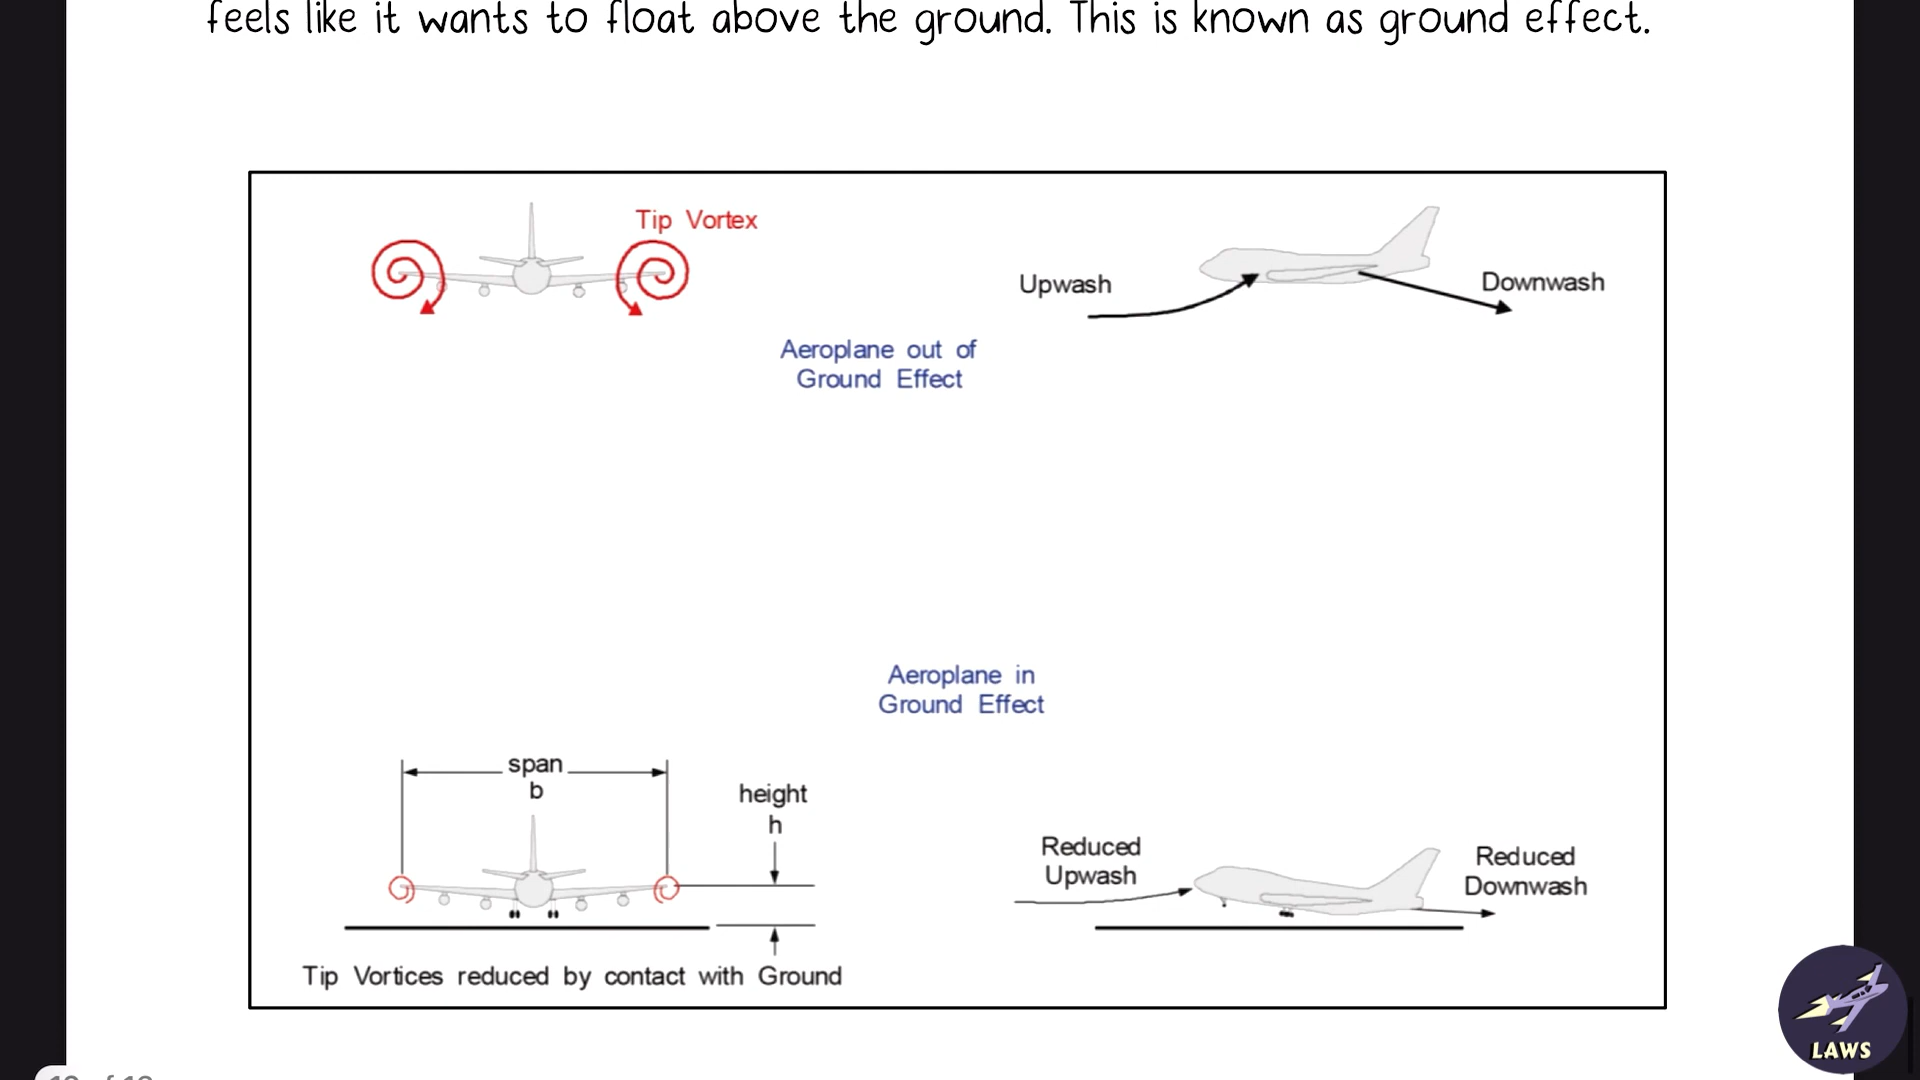 feels like it wants to float above the ground. This is known as ground effect.
Tip Vortex
Upwash
Downwash
Aeroplane out of
Ground Effect
Aeroplane in
Ground Effect
span
b
height
h
Reduced
Upwash
Reduced
Downwash
Tip Vortices reduced by contact with Ground
LAWS